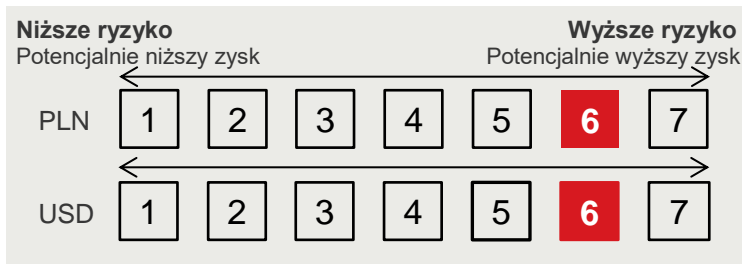 Niższe ryzyko Wyższe ryzyko
Potencjalnie niższy zysk Potencjalnie wyższy zysk
PLN 1 2 3 4 5 6 7
USD 1 2 3 4 5 6 7